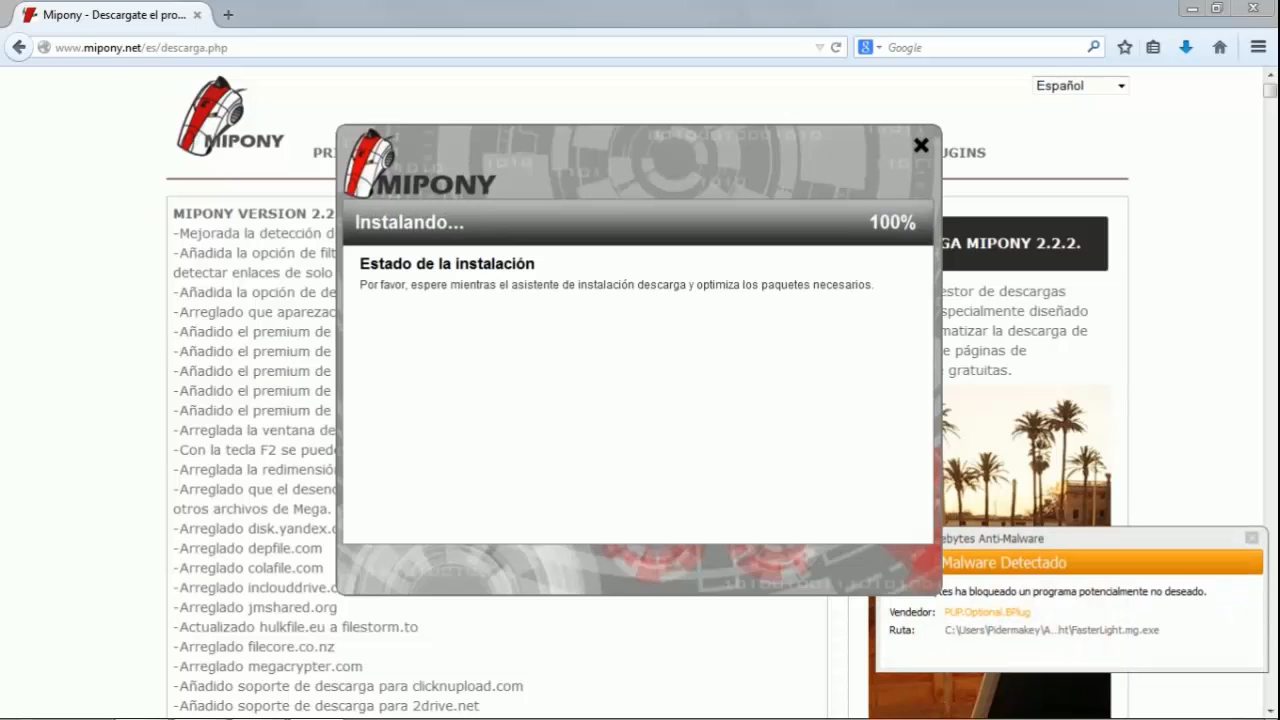 Mipony - Descargate el pro...
www.mipony.net/es/descarga.php
Google
MIPONY
Español
PRI
UGINS
MIPONY
Instalando... 100%
Estado de la instalación
Por favor, espere mientras el asistente de instalación descarga y optimiza los paquetes necesarios.
MIPONY VERSION 2.2
-Mejorada la detección d
-Añadida la opción de filt
detectar enlaces de solo
-Añadida la opción de de
-Arreglado que aparezac
-Añadido el premium de
-Añadido el premium de
-Añadido el premium de
-Añadido el premium de
-Añadido el premium de
-Arreglada la ventana de
-Con la tecla F2 se puede
-Arreglada la redimensió
-Arreglado que el desenc
otros archivos de Mega.
-Arreglado disk.yandex.c
-Arreglado depfile.com
-Arreglado colafile.com
-Arreglado inclouddrive.c
-Arreglado jmshared.org
-Actualizado hulkfile.eu a filestorm.to
-Arreglado filecore.co.nz
-Arreglado megacrypter.com
-Añadido soporte de descarga para clicknupload.com
-Añadido soporte de descarga para 2drive.net
GA MIPONY 2.2.2.
estor de descargas
specialmente diseñado
matizar la descarga de
e páginas de
gratuitas.
ebytes Anti-Malware
Malware Detectado
tes ha bloqueado un programa potencialmente no deseado.
Vendedor: PUP.Optional.BPlug
Ruta: C:\Users\Pidermakey\A...ht\FasterLight.mg.exe